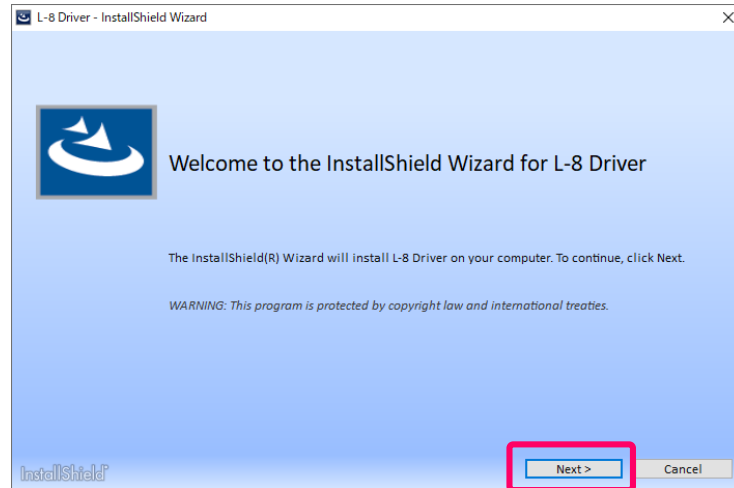 L-8 Driver - InstallShield Wizard
Welcome to the InstallShield Wizard for L-8 Driver
The InstallShield(R) Wizard will install L-8 Driver on your computer. To continue, click Next.
WARNING: This program is protected by copyright law and international treaties.
InstallShield
Next >
Cancel